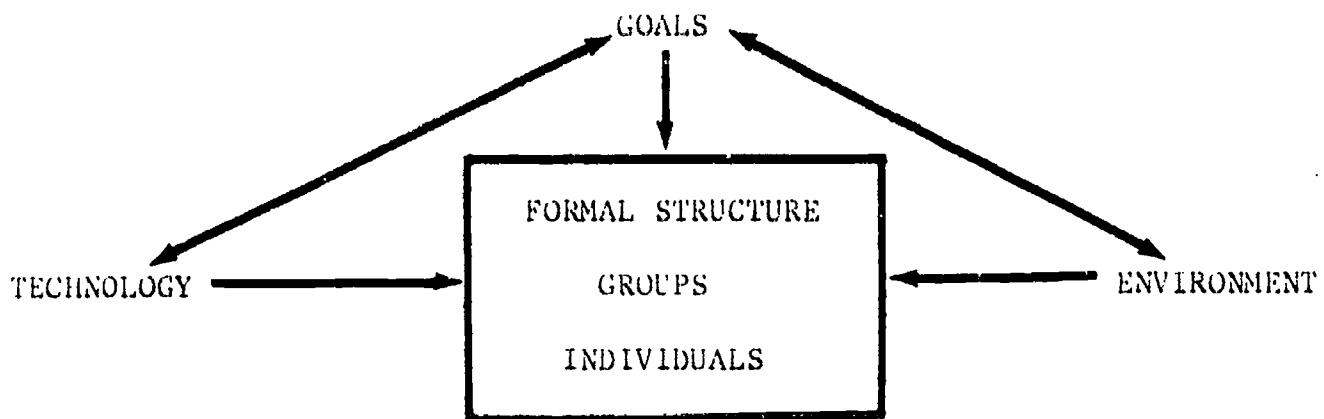 GOALS
FORMAL STRUCTURE
TECHNOLOGY
GROUPS
ENVIRONMENT
INDIVIDUALS